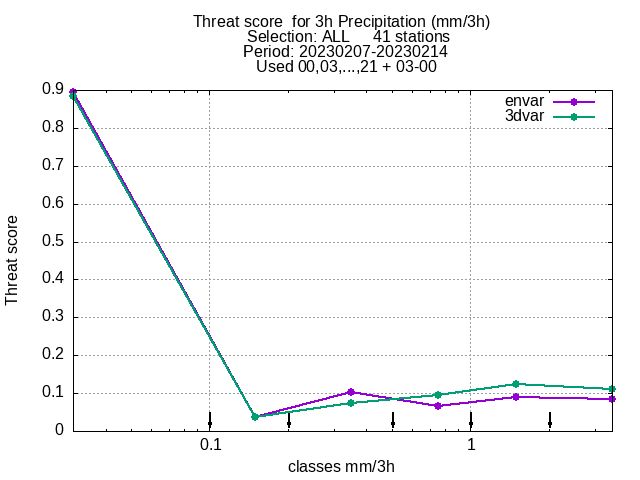 Threat score  for 3h Precipitation (mm/3h)
Selection: ALL     41 stations
Period: 20230207-20230214
Used 00,03,...,21 + 03-00
envar
3dvar
0.9
0.8
0.7
0.6
0.5
0.4
0.3
0.2
0.1
0
Threat score
0.1 1
classes mm/3h